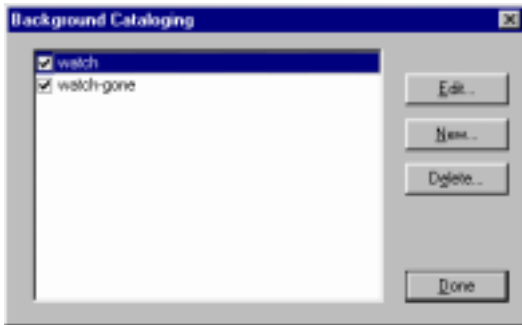 Background Cataloging
watch
watch-gone
Edit...
New...
Delete...
Done